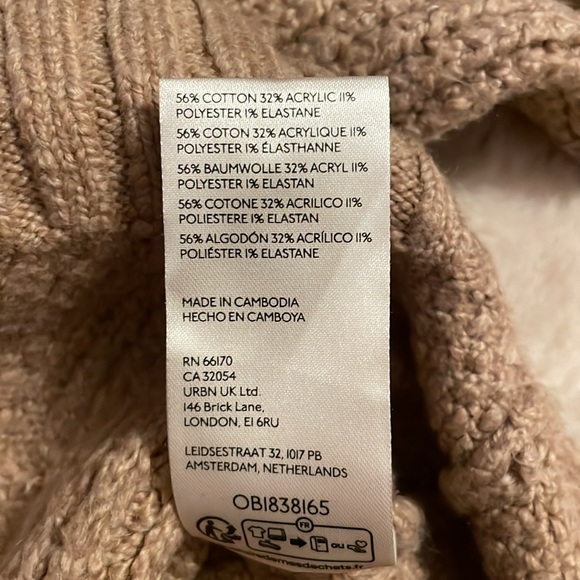 56% COTTON 32% ACRYLIC 11%
POLYESTER 1% ELASTANE
56% COTON 32% ACRYLIQUE 11%
POLYESTER 1% ÉLASTHANNE
56% BAUMWOLLE 32% ACRYL 11%
POLYESTER 1% ELASTAN
56% COTONE 32% ACRILICO 11%
POLIESTERE 1% ELASTAN
56% ALGODÓN 32% ACRÍLICO 11%
POLIÉSTER 1% ELASTANE
MADE IN CAMBODIA
HECHO EN CAMBOYA
RN 66170
CA 32054
URBN UK Ltd.
146 Brick Lane,
LONDON, E1 6RU
LEIDSESTRAAT 32, 1017 PB
AMSTERDAM, NETHERLANDS
OB1838165
FR
ou